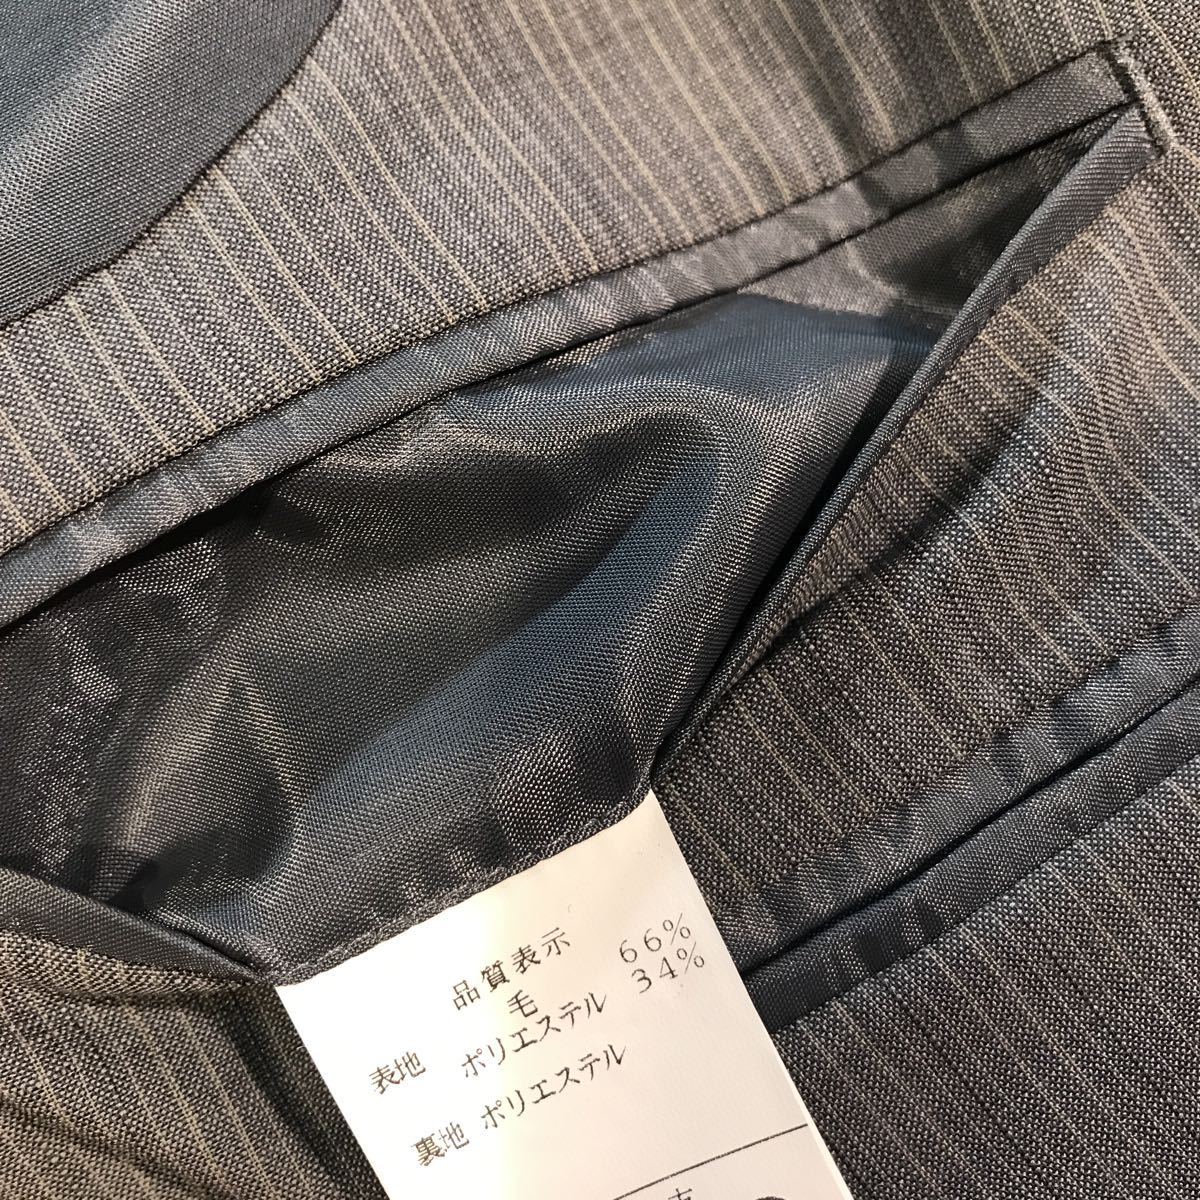 品質表示
表地 毛 66%
ポリエステル 34%
裏地 ポリエステル